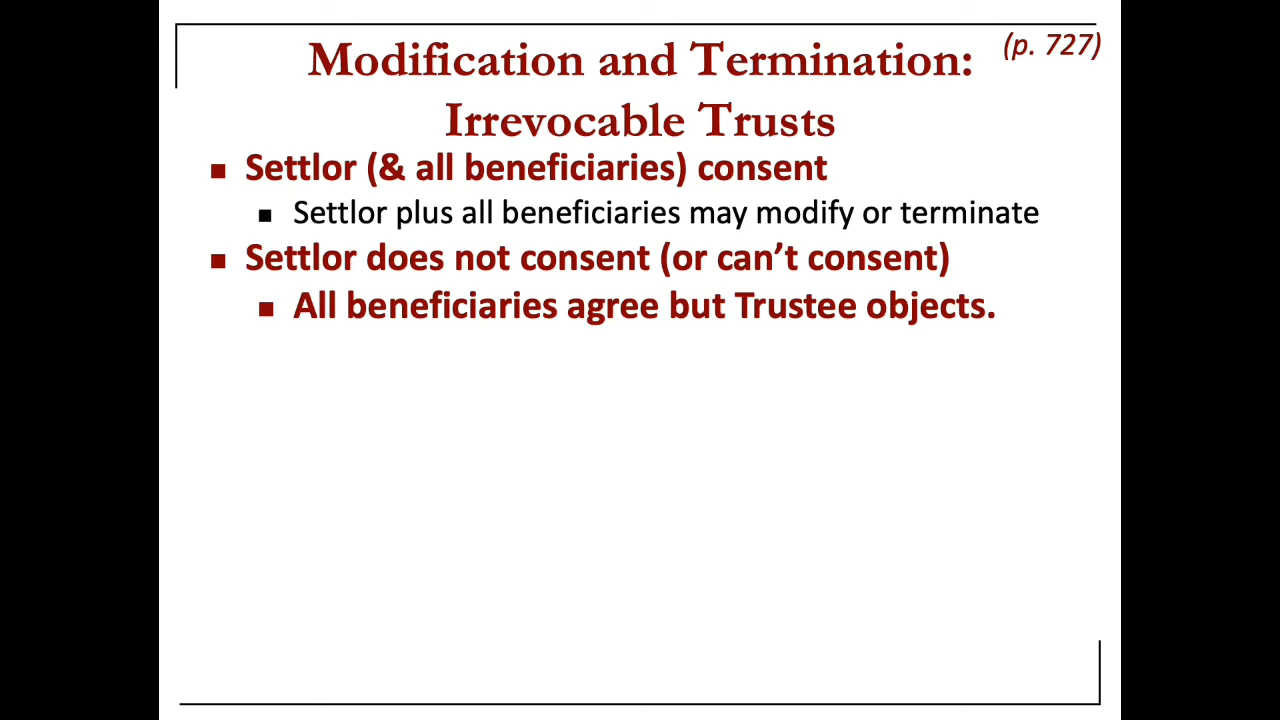 Modification and Termination:
(p. 727)
Irrevocable Trusts
Settlor (& all beneficiaries) consent
Settlor plus all beneficiaries may modify or terminate
Settlor does not consent (or can’t consent)
All beneficiaries agree but Trustee objects.